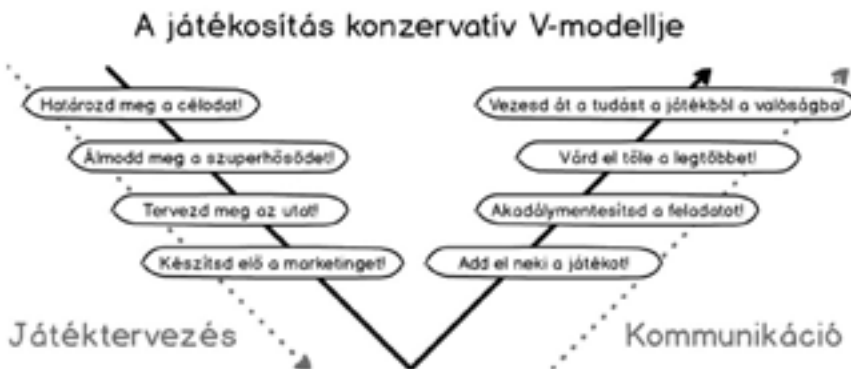 A játékosítás konzervatív V-modellje
Határozd meg a célodat!
Álmodd meg a szuperhősödet!
Tervezd meg az utat!
Készítsd elő a marketinget!
Játéktervezés
Vezesd át a tudást a játékból a valóságba!
Várd el tőle a legtöbbet!
Akadálymentesítsd a feladatot!
Add el neki a játékot!
Kommunikáció